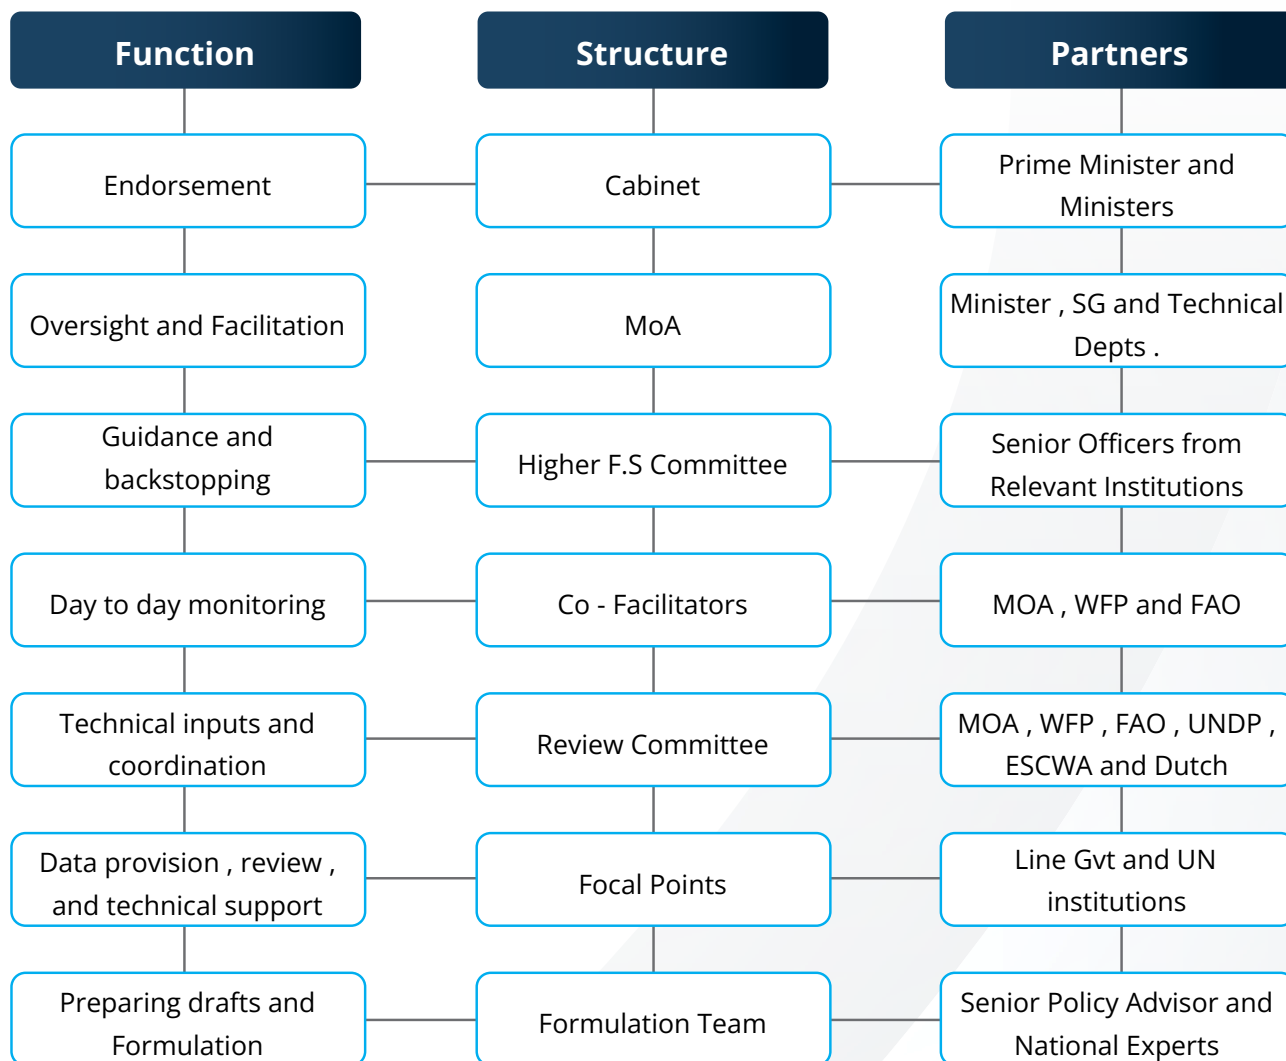 Function
Structure
Partners
Endorsement
Cabinet
Prime Minister and
Ministers
Oversight and Facilitation
MoA
Minister , SG and Technical
Depts .
Guidance and
backstopping
Higher F.S Committee
Senior Officers from
Relevant Institutions
Day to day monitoring
Co - Facilitators
MOA , WFP and FAO
Technical inputs and
coordination
Review Committee
MOA , WFP , FAO , UNDP ,
ESCWA and Dutch
Data provision , review ,
and technical support
Focal Points
Line Gvt and UN
institutions
Preparing drafts and
Formulation
Formulation Team
Senior Policy Advisor and
National Experts